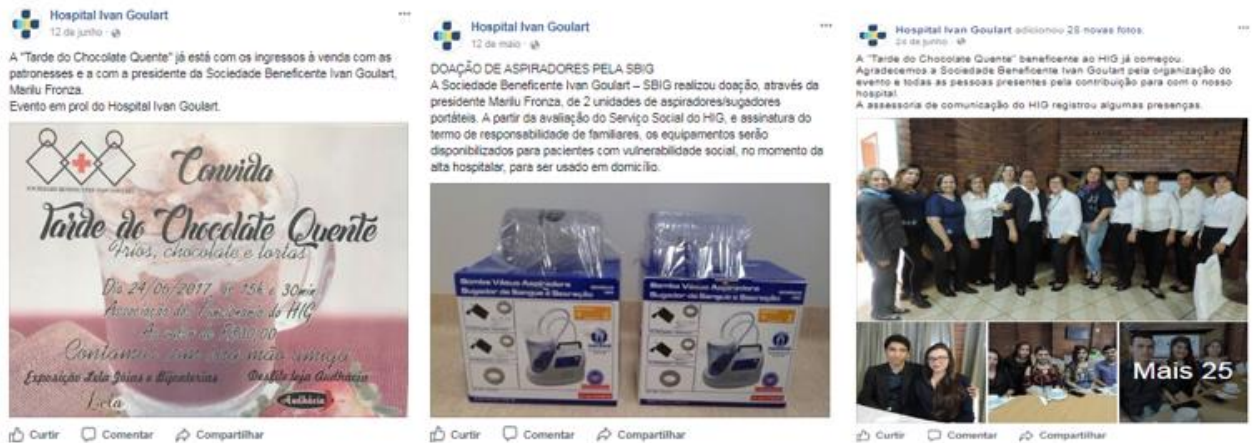 Hospital Ivan Goulart
12 de junho
A "Tarde do Chocolate Quente" já está com os ingressos à venda com as
patronesses e a com a presidente da Sociedade Beneficente Ivan Goulart,
Marilu Fronza.
Evento em prol do Hospital Ivan Goulart.
Convida
Tarde do Chocolate Quente
Frios, chocolate e tortas
Dia 24/06/2017, às 15h e 30min
Associação dos Funcionários do HIG
Contamos com sua mão amiga
Exposição Lela Joias e Bijouterias
Desfile loja Audhácia
Lela
Audhácia
Curtir Comentar Compartilhar
Hospital Ivan Goulart
12 de maio
DOAÇÃO DE ASPIRADORES PELA SBIG
A Sociedade Beneficente Ivan Goulart – SBIG realizou doação, através da
presidente Marilu Fronza, de 2 unidades de aspiradores/sugadores
portáteis. A partir da avaliação do Serviço Social do HIG, e assinatura do
termo de responsabilidade de familiares, os equipamentos serão
disponibilizados para pacientes com vulnerabilidade social, no momento da
alta hospitalar, para ser usado em domicílio.
Bomba Vácuo Aspiradora
Sugador de Sangue e Secreção
Bomba Vácuo Aspiradora
Sugador de Sangue e Secreção
Curtir Comentar Compartilhar
Hospital Ivan Goulart adicionou 28 novas fotos.
24 de junho
A "Tarde do Chocolate Quente" beneficente ao HIG já começou.
Agradecemos a Sociedade Beneficente Ivan Goulart pela organização do
evento e todas as pessoas presentes pela contribuição para com o nosso
hospital.
A assessoria de comunicação do HIG registrou algumas presenças.
Mais 25
Curtir Comentar Compartilhar